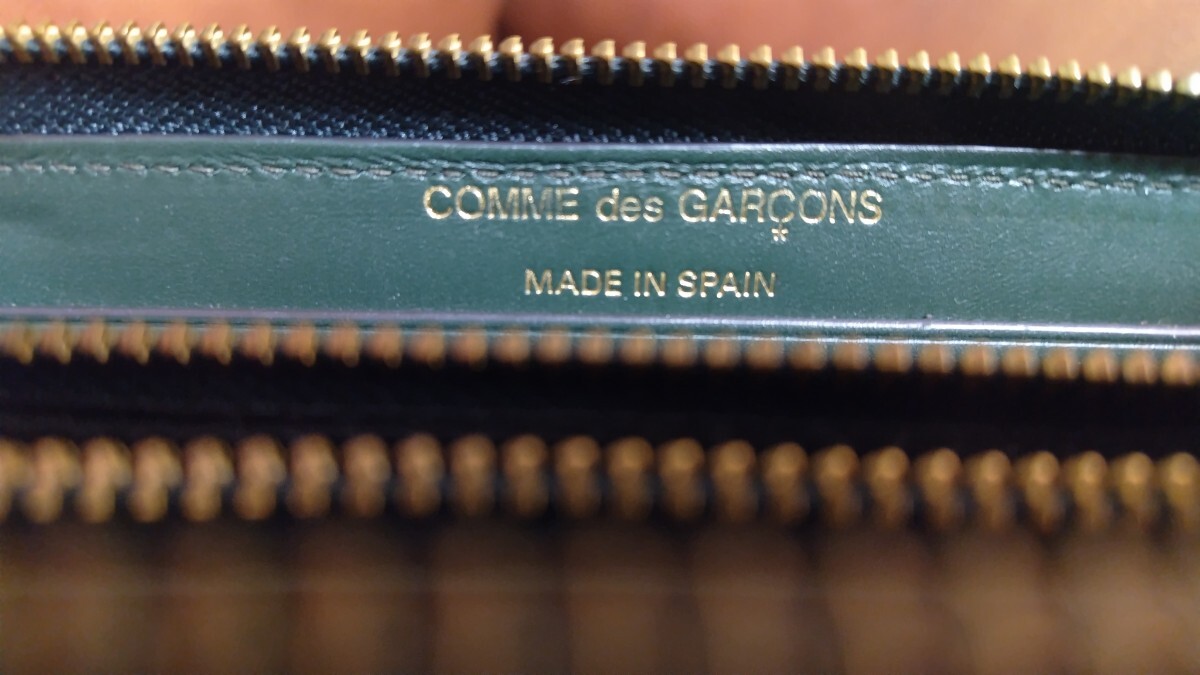 COMME des GARÇONS
*
MADE IN SPAIN